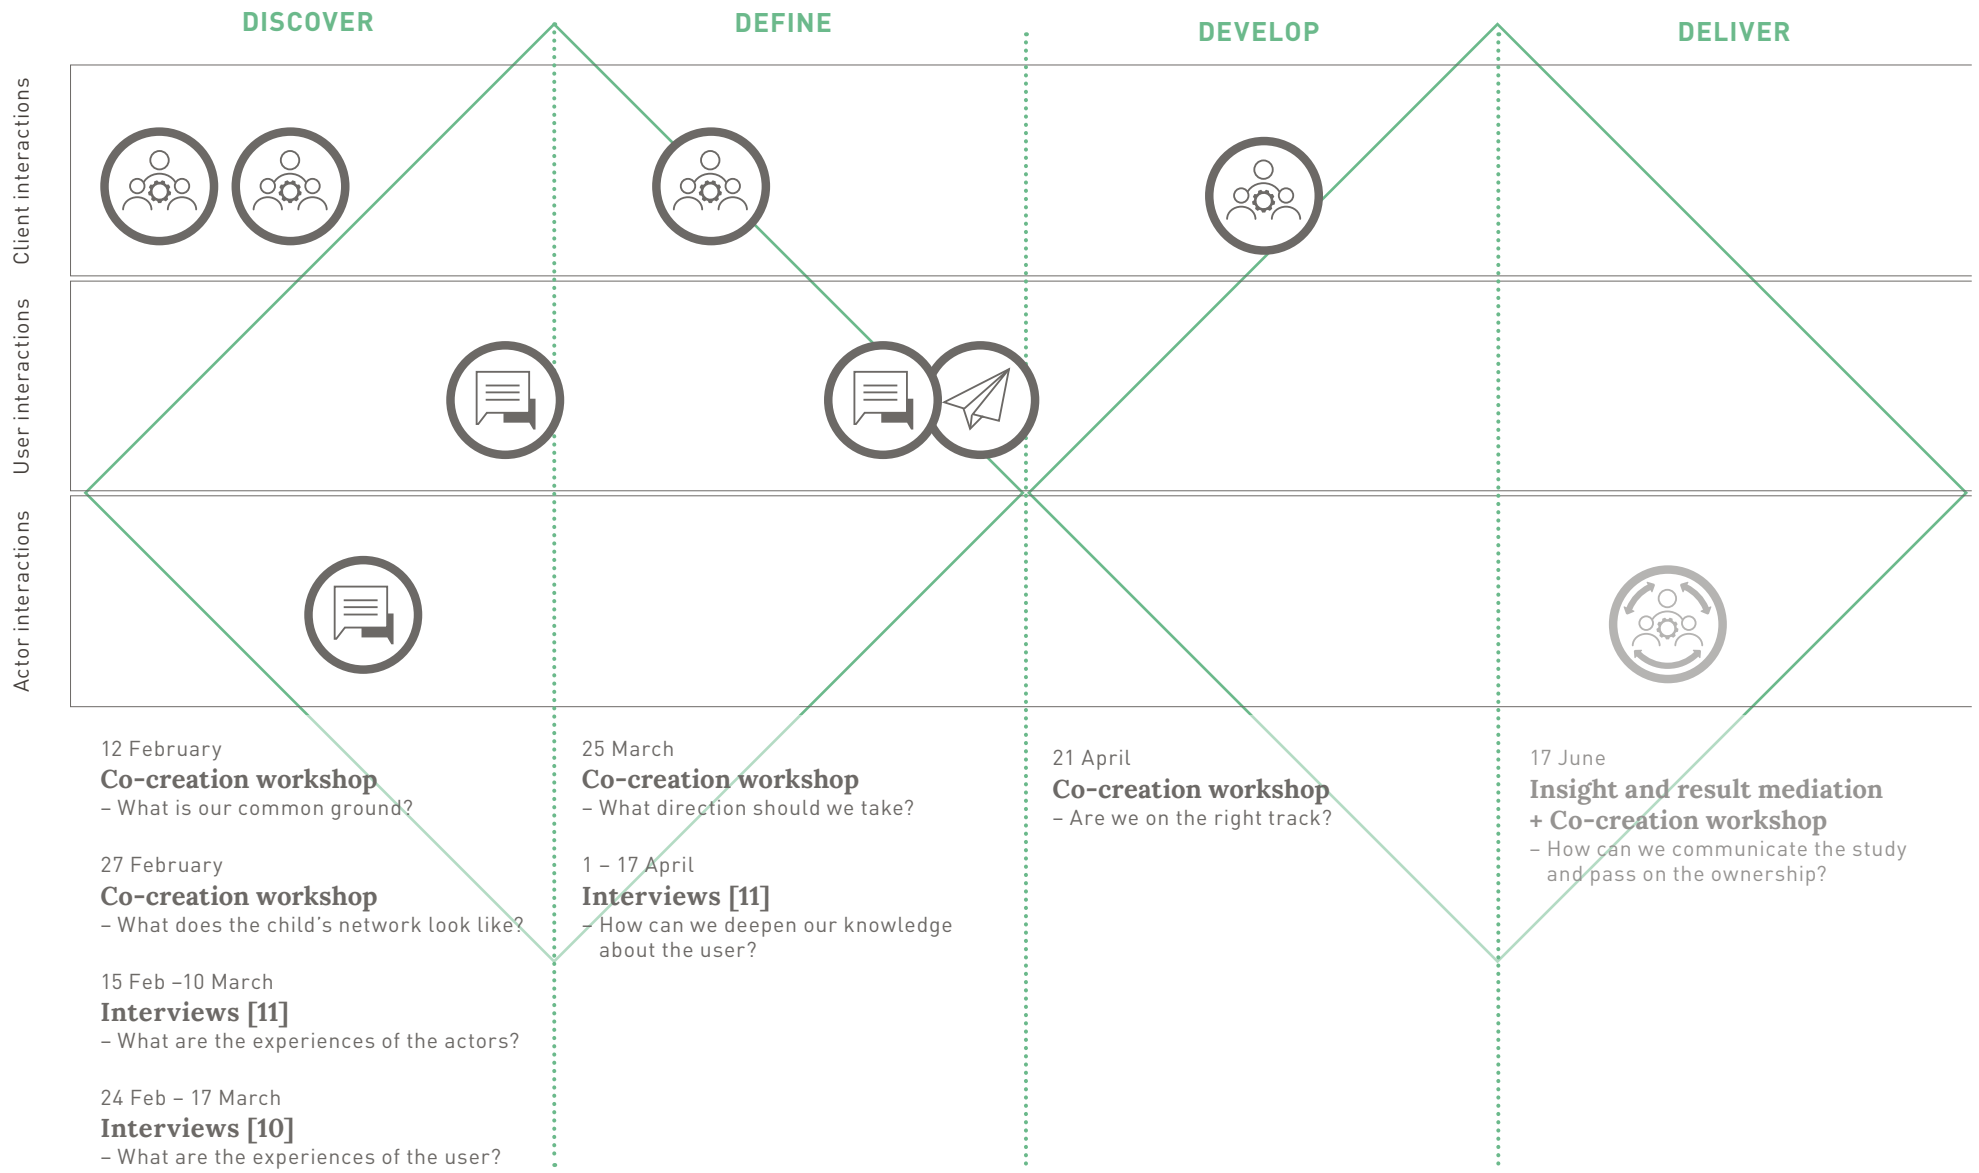 DISCOVER
DEFINE
DEVELOP
DELIVER
Client interactions
User interactions
Actor interactions
12 February
Co-creation workshop
– What is our common ground?
27 February
Co-creation workshop
– What does the child's network look like?
15 Feb –10 March
Interviews [11]
– What are the experiences of the actors?
24 Feb – 17 March
Interviews [10]
– What are the experiences of the user?
25 March
Co-creation workshop
– What direction should we take?
1 – 17 April
Interviews [11]
– How can we deepen our knowledge
about the user?
21 April
Co-creation workshop
– Are we on the right track?
17 June
Insight and result mediation
+ Co-creation workshop
– How can we communicate the study
and pass on the ownership?